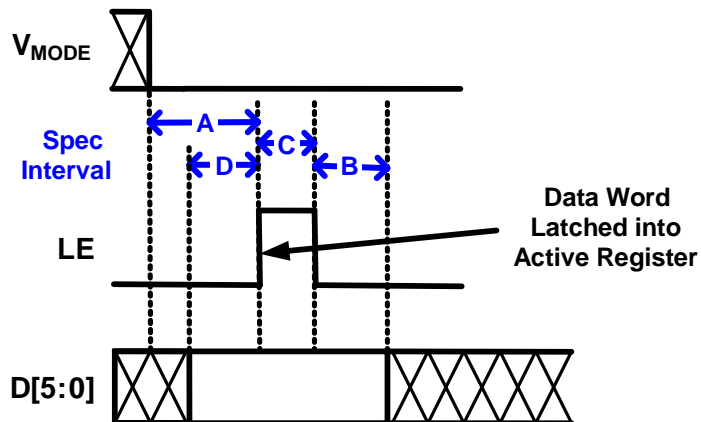 VMODE
A
Spec
Interval
C
D
B
Data Word
Latched into
Active Register
LE
D[5:0]